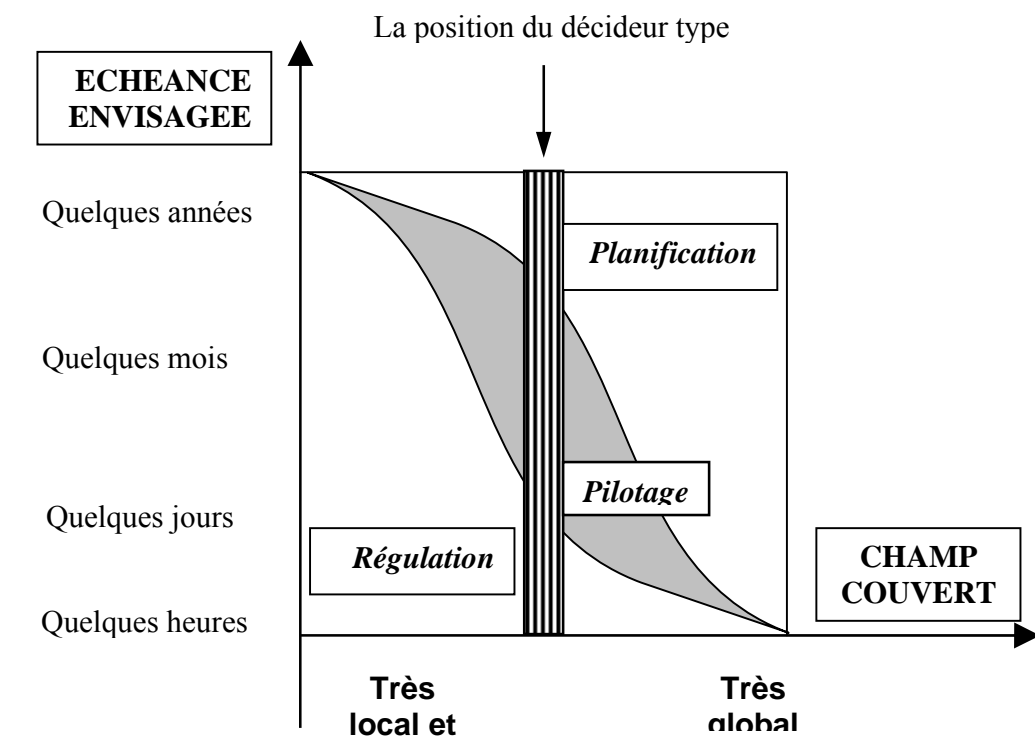 La position du décideur type
ECHEANCE
ENVISAGEE
Quelques années
Planification
Quelques mois
Pilotage
Quelques jours
Régulation
CHAMP
COUVERT
Quelques heures
Très
local et
Très
global